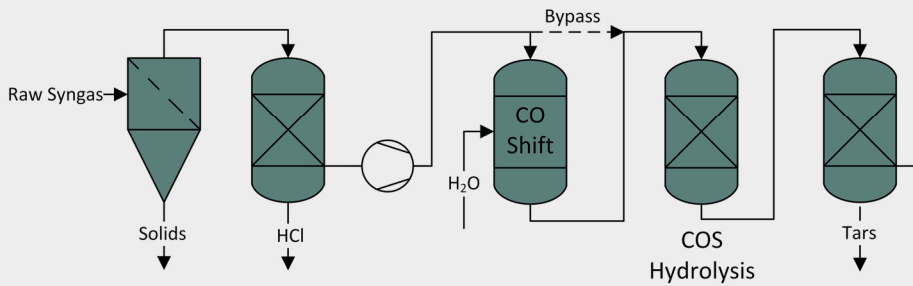 Bypass
Raw Syngas
CO
Shift
H₂O
Solids
HCl
COS
Hydrolysis
Tars